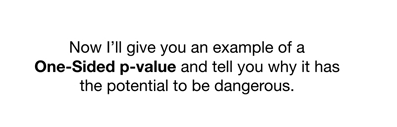 Now I’ll give you an example of a
One-Sided p-value and tell you why it has
the potential to be dangerous.